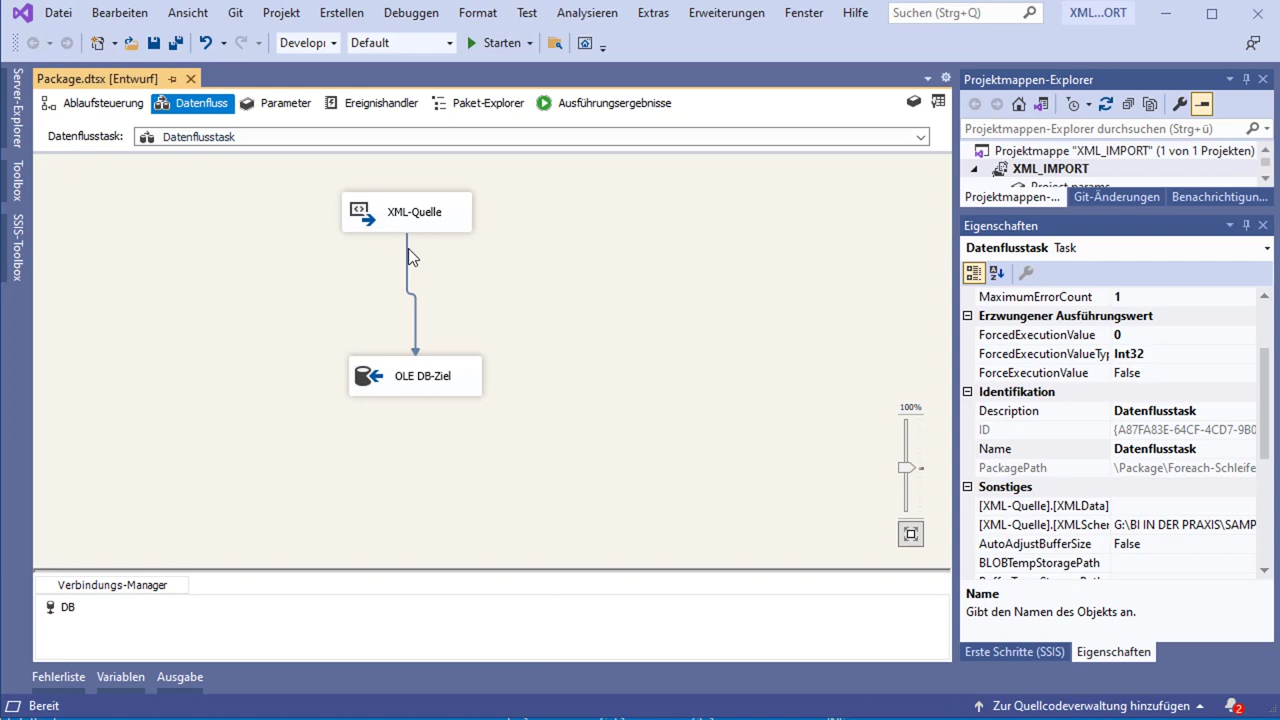 Datei Bearbeiten Ansicht Git Projekt Erstellen Debuggen Format Test Analysieren Extras Erweiterungen Fenster Hilfe Suchen (Strg+Q) XML...ORT
Default Starten
Package.dtsx [Entwurf]
Ablaufsteuerung Datenfluss Parameter Ereignishandler Paket-Explorer Ausführungsergebnisse
Datenflusstask: Datenflusstask
Server-Explorer
Toolbox
SSIS-Toolbox
XML-Quelle
OLE DB-Ziel
100%
Verbindungs-Manager
DB
Projektmappen-Explorer
Projektmappen-Explorer durchsuchen (Strg+ü)
Projektmappe "XML_IMPORT" (1 von 1 Projekten)
XML_IMPORT
Project.params
Projektmappen-... Git-Änderungen Benachrichtigun...
Eigenschaften
Datenflusstask Task
MaximumErrorCount 1
Erzwungener Ausführungswert
ForcedExecutionValue 0
ForcedExecutionValueTyp Int32
ForceExecutionValue False
Identifikation
Description Datenflusstask
ID {A87FA83E-64CF-4CD7-9B0
Name Datenflusstask
PackagePath \Package\Foreach-Schleife
Sonstiges
[XML-Quelle].[XMLData]
[XML-Quelle].[XMLSchem G:\BI IN DER PRAXIS\SAMP
AutoAdjustBufferSize False
BLOBTempStoragePath
Name
Gibt den Namen des Objekts an.
Erste Schritte (SSIS) Eigenschaften
Fehlerliste Variablen Ausgabe
Bereit Zur Quellcodeverwaltung hinzufügen 2